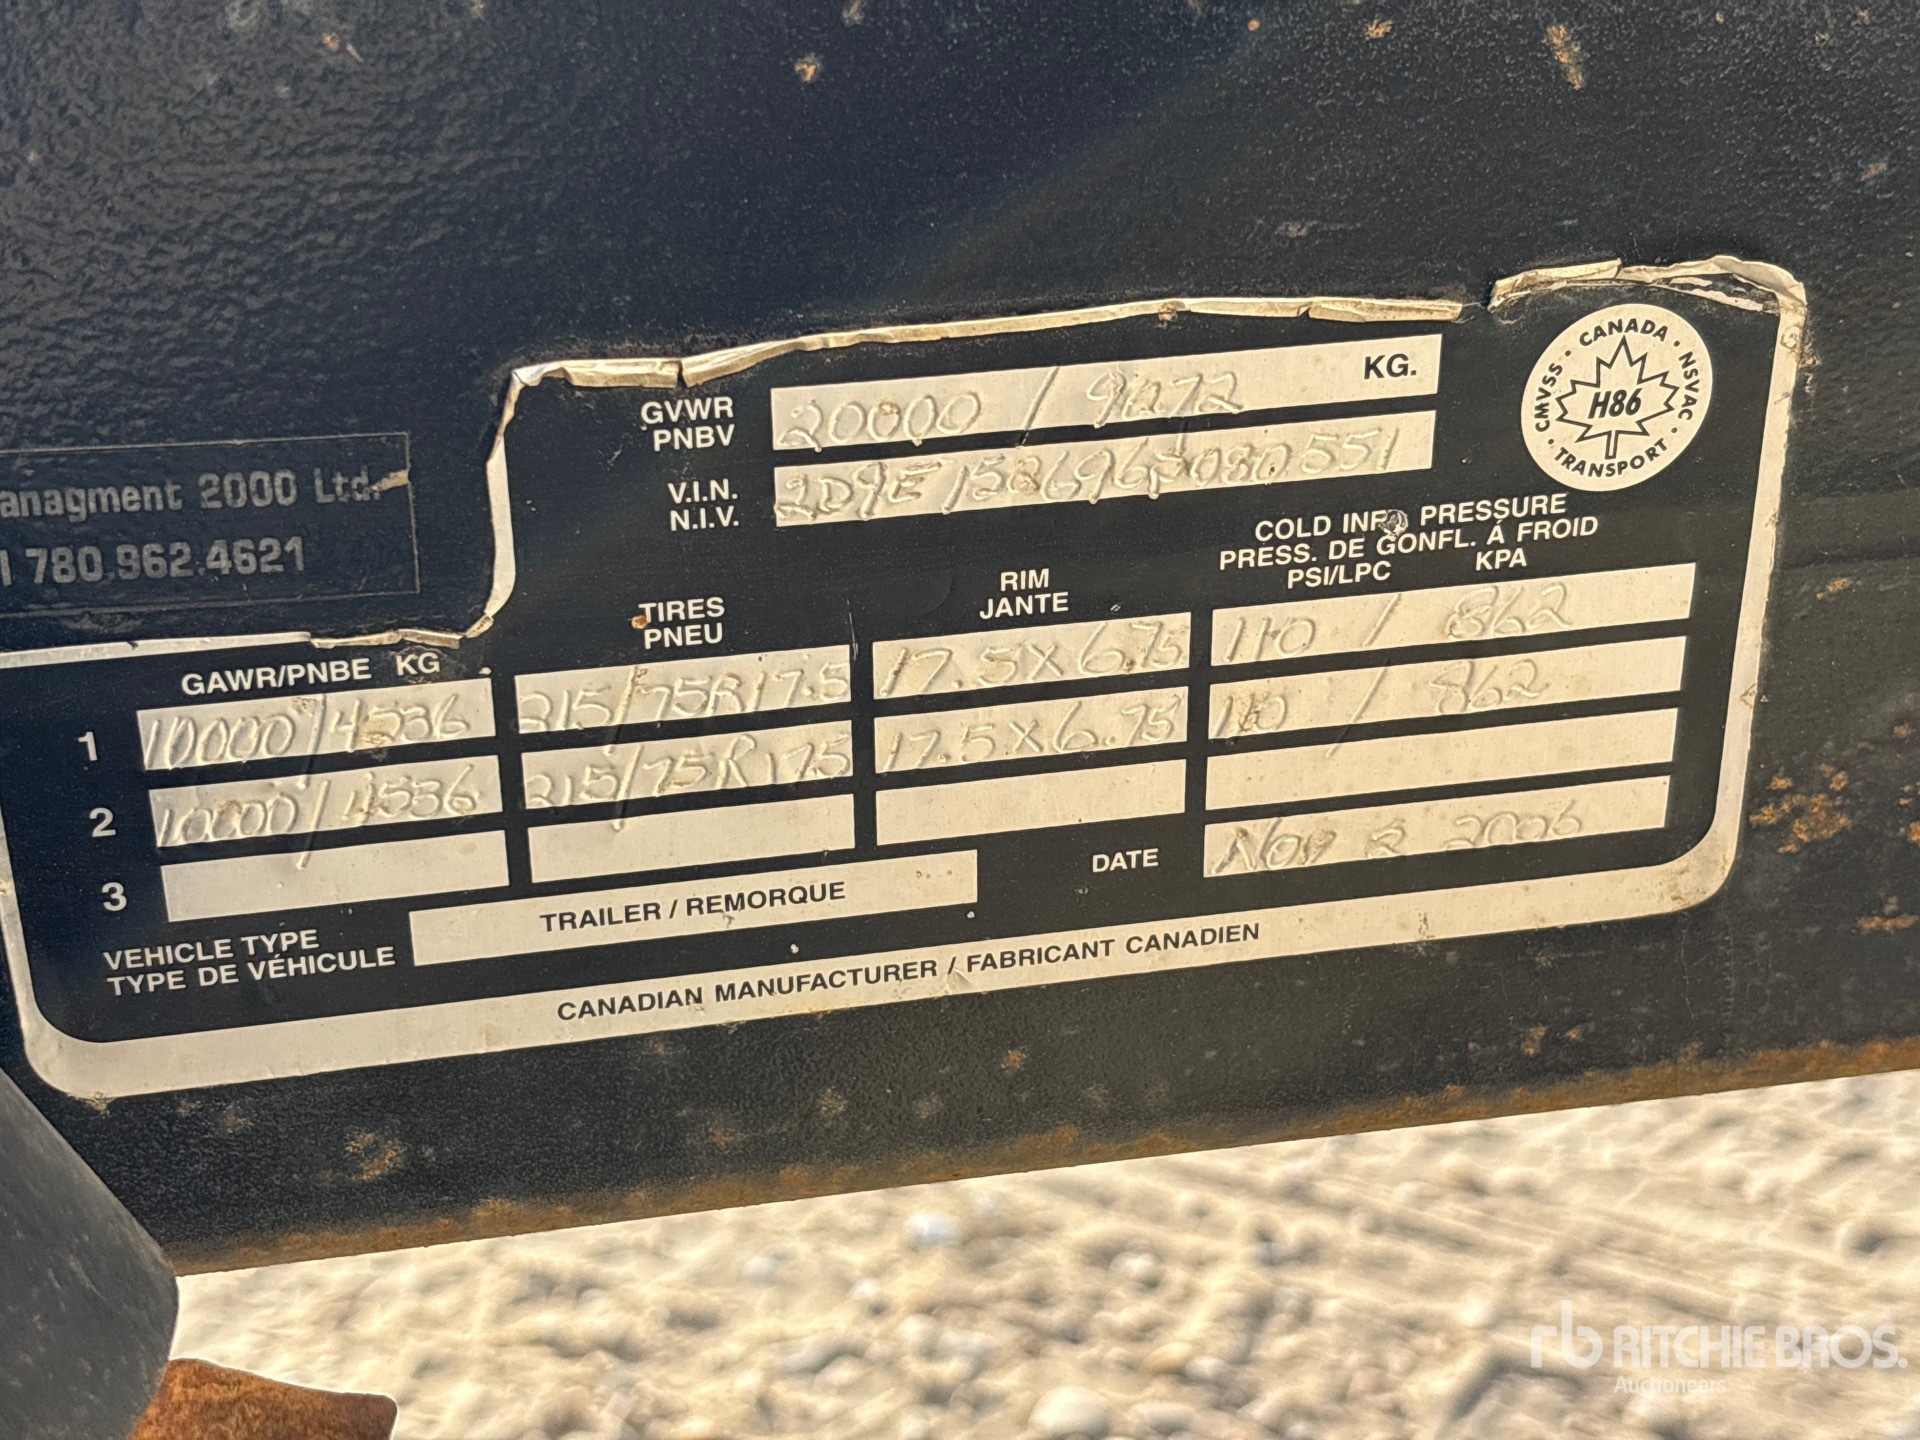 GVWR
PNBV
20000 / 9072 KG.
V.I.N.
N.I.V.
CANADA
CMVSS
NSVAC
H86
TRANSPORT
anagment 2000 Ltd.
780.962.4621
COLD INF. PRESSURE
PRESS. DE GONFL. Á FROID
PSI/LPC KPA
GAWR/PNBE KG
TIRES
PNEU
RIM
JANTE
1 10000/4536 215/75R17.5 17.5X6.75 110 / 862
2 10000/4536 215/75R17.5 17.5X6.75 110 / 862
3
DATE Nov 2006
VEHICLE TYPE
TYPE DE VÉHICULE
TRAILER / REMORQUE
CANADIAN MANUFACTURER / FABRICANT CANADIEN
rb RITCHIE BROS.
Auctioneers